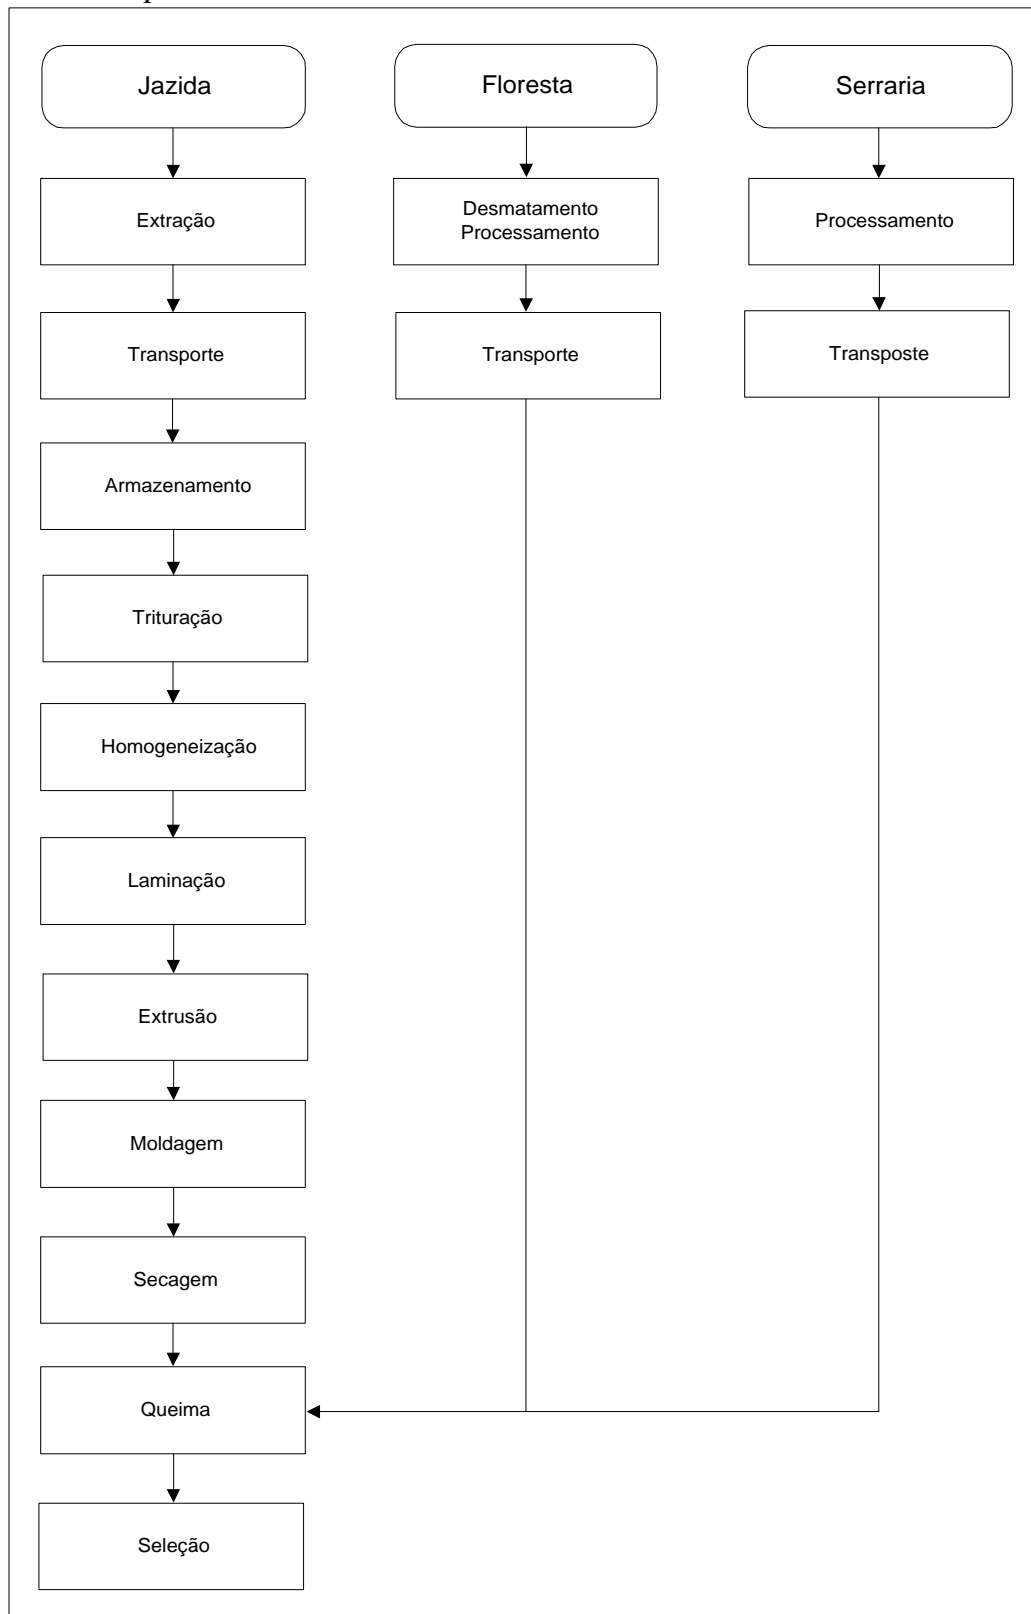 Jazida
Floresta
Serraria
Extração
Desmatamento
Processamento
Processamento
Transporte
Transporte
Transposte
Armazenamento
Trituração
Homogeneização
Laminação
Extrusão
Moldagem
Secagem
Queima
Seleção